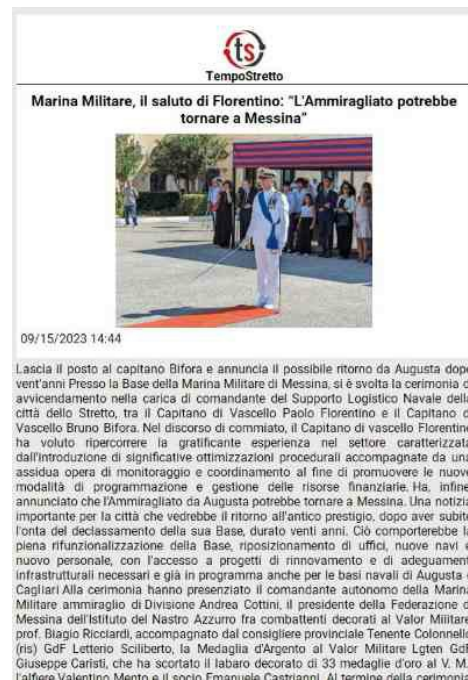 ts
TempoStretto
Marina Militare, il saluto di Florentino: "L'Ammiragliato potrebbe
tornare a Messina"
09/15/2023 14:44
Lascia il posto al capitano Bifora e annuncia il possibile ritorno da Augusta dopo
vent'anni Presso la Base della Marina Militare di Messina, si è svolta la cerimonia d
avvicendamento nella carica di comandante del Supporto Logistico Navale della
città dello Stretto, tra il Capitano di Vascello Paolo Florentino e il Capitano d
Vascello Bruno Bifora. Nel discorso di commiato, il Capitano di vascello Florentino
ha voluto ripercorrere la gratificante esperienza nel settore caratterizzata
dall'introduzione di significative ottimizzazioni procedurali accompagnate da una
assidua opera di monitoraggio e coordinamento al fine di promuovere le nuove
modalità di programmazione e gestione delle risorse finanziarie. Ha, infine,
annunciato che l'Ammiragliato da Augusta potrebbe tornare a Messina. Una notizia
importante per la città che vedrebbe il ritorno all'antico prestigio, dopo aver subito
l'onta del declassamento della sua Base, durato venti anni. Ciò comporterebbe la
piena rifunzionalizzazione della Base, riposizionamento di uffici, nuove navi e
nuovo personale, con l'accesso a progetti di rinnovamento e di adeguament
infrastrutturali necessari e già in programma anche per le basi navali di Augusta e
Cagliari Alla cerimonia hanno presenziato il comandante autonomo della Marina
Militare ammiraglio di Divisione Andrea Cottini, il presidente della Federazione d
Messina dell'Istituto del Nastro Azzurro fra combattenti decorati al Valor Militare
prof. Biagio Ricciardi, accompagnato dal consigliere provinciale Tenente Colonnello
(ris) GdF Letterio Sciliberto, la Medaglia d'Argento al Valor Militare Lgten GdF
Giuseppe Caristi, che ha scortato il labaro decorato di 33 medaglie d'oro al V. M.
l'alfiere Valentino Mento e il socio Emanuele Castrianni. Al termine della cerimonia